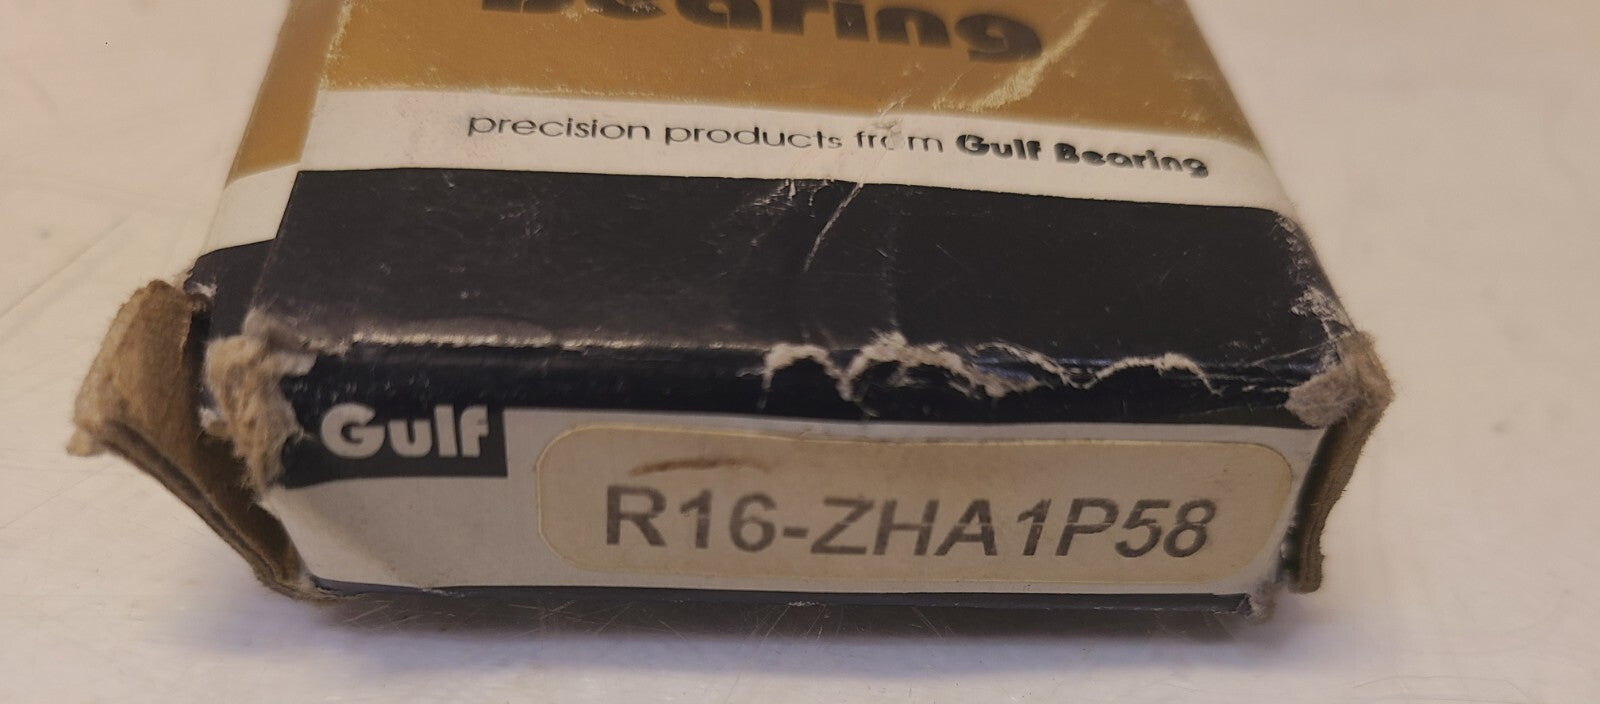 Bearing
precision products from Gulf Bearing
Gulf
R16-ZHA1P58